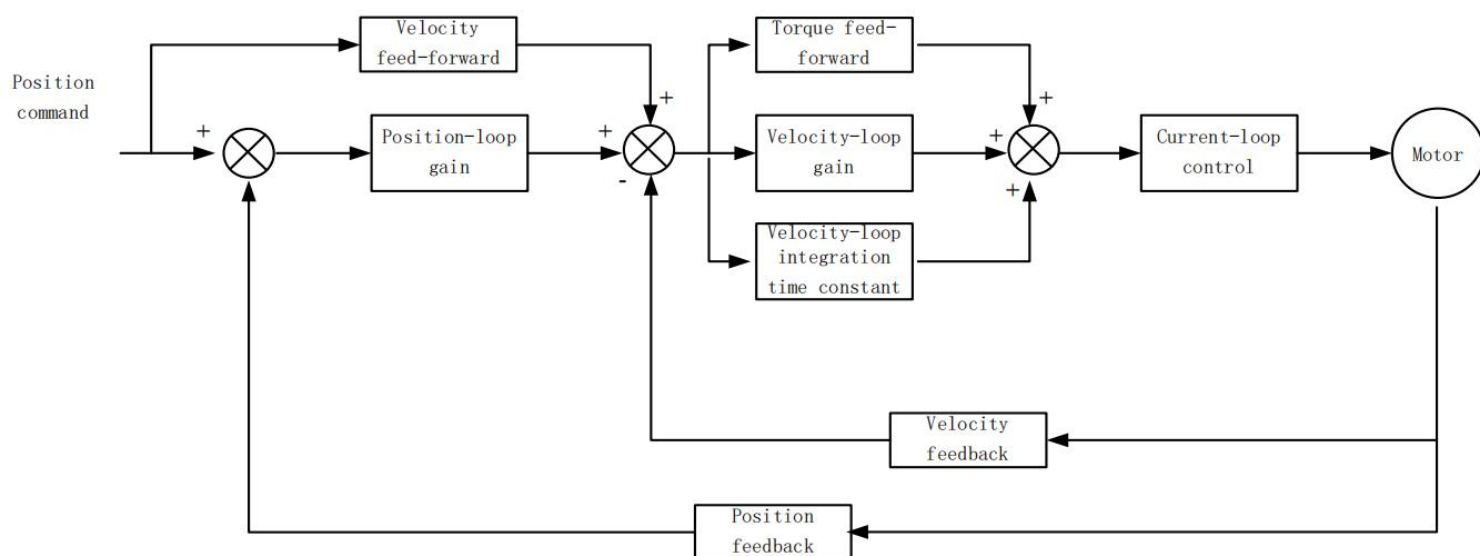 Position
command
Velocity
feed-forward
+
Position-loop
gain
+
+
-
Torque feed-
forward
Velocity-loop
gain
Velocity-loop
integration
time constant
+
+
+
Current-loop
control
Motor
Velocity
feedback
Position
feedback